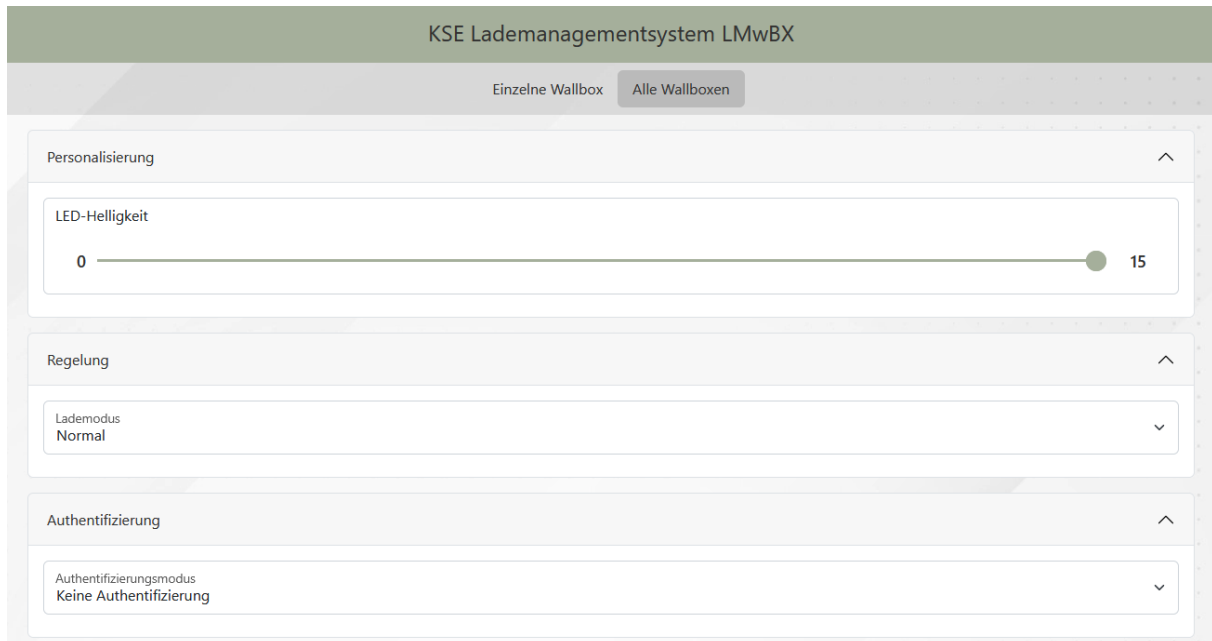 KSE Lademanagementsystem LMwBX
Einzelne Wallbox Alle Wallboxen
Personalisierung
LED-Helligkeit
0 15
Regelung
Lademodus
Normal
Authentifizierung
Authentifizierungsmodus
Keine Authentifizierung